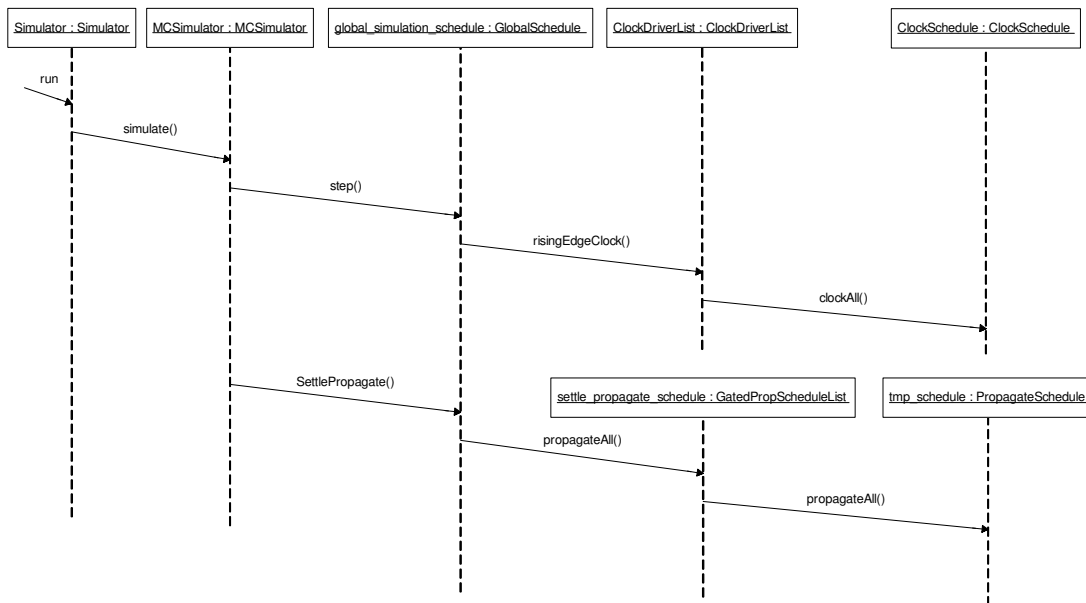 Simulator : Simulator
MCSimulator : MCSimulator
global_simulation_schedule : GlobalSchedule
ClockDriverList : ClockDriverList
ClockSchedule : ClockSchedule
run
simulate()
step()
risingEdgeClock()
clockAll()
SettlePropagate()
settle_propagate_schedule : GatedPropScheduleList
tmp_schedule : PropagateSchedule
propagateAll()
propagateAll()